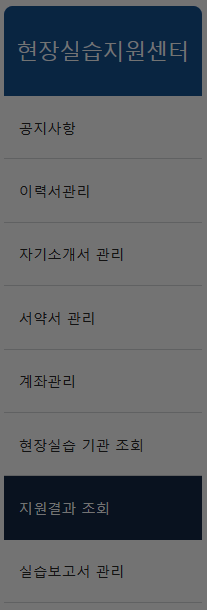 현장실습지원센터
공지사항
이력서관리
자기소개서 관리
서약서 관리
계좌관리
현장실습 기관 조회
지원결과 조회
실습보고서 관리